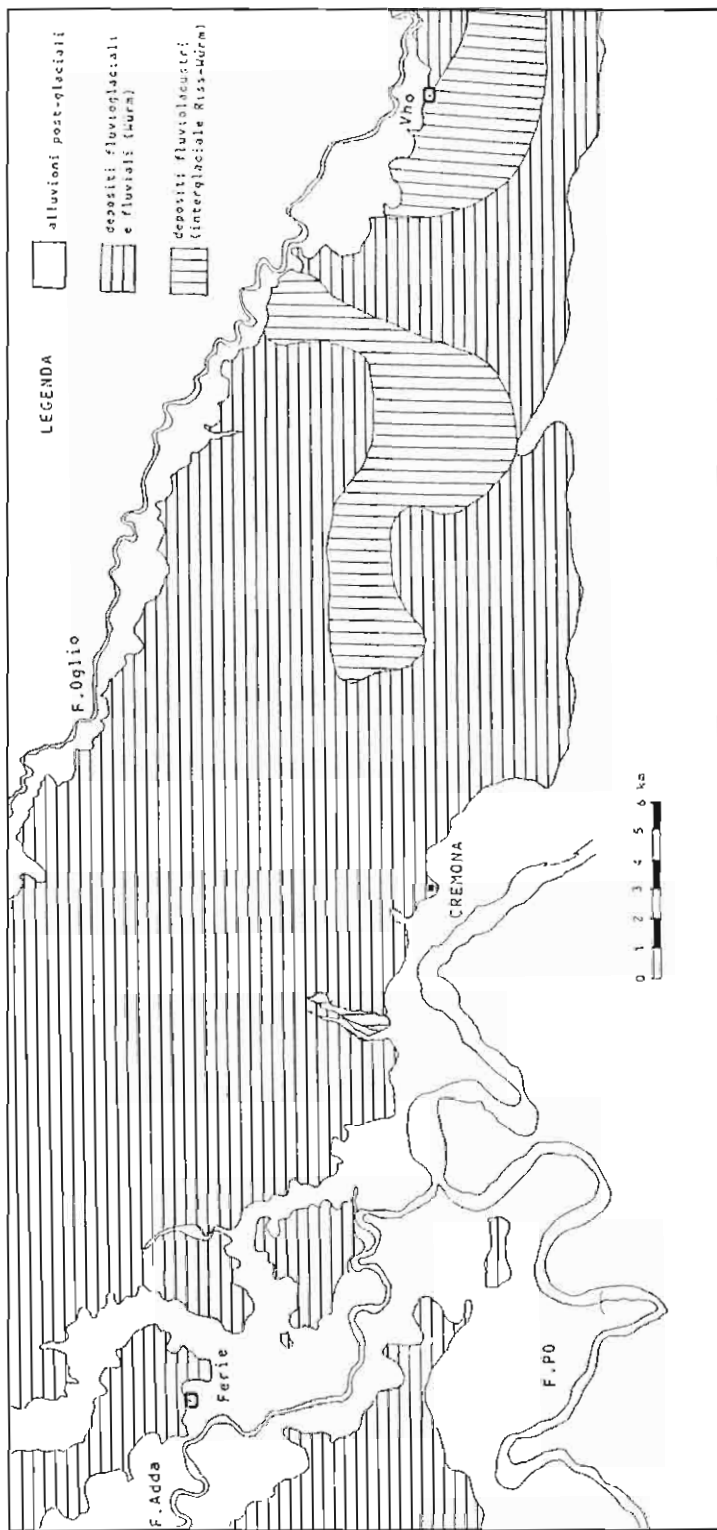 LEGENDA
alluvioni post-glaciali
depositi fluvioglaciali
e fluviali (Würm)
depositi fluviolacustri
(interglaciale Riss-Würm)
F.Oglio
Vho
F.Adda
Ferie
CREMONA
F.PO
0 1 2 3 4 5 6 km